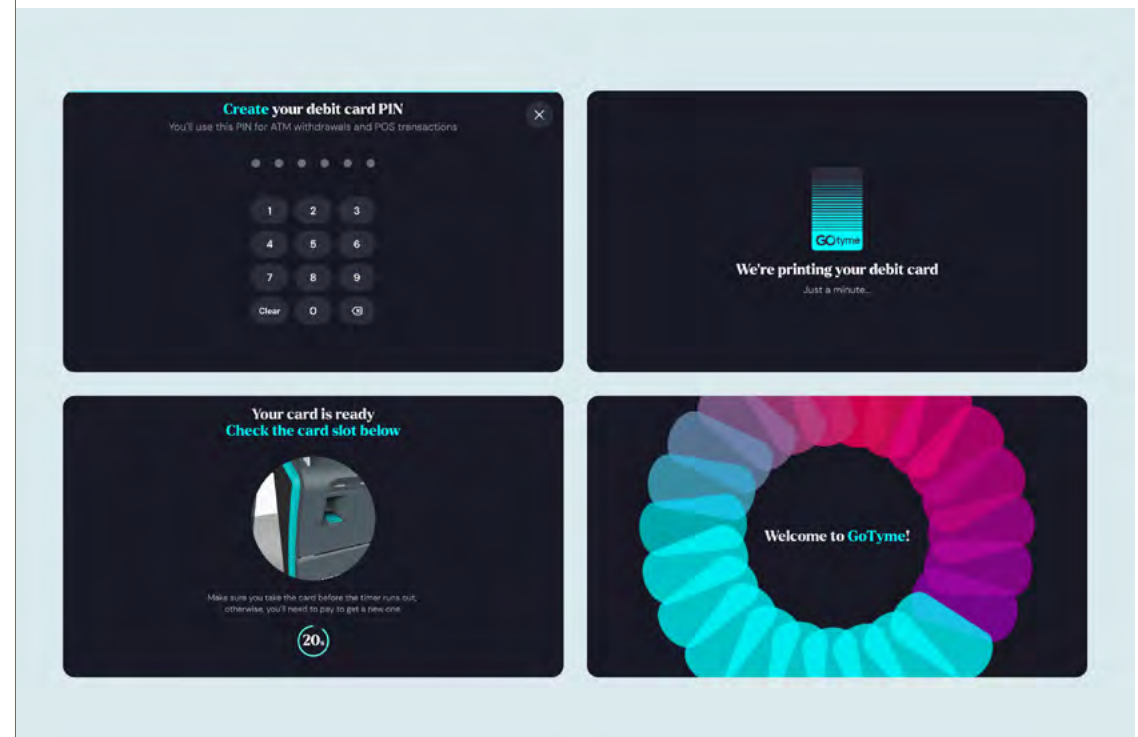 Create your debit card PIN
You'll use this PIN for ATM withdrawals and POS transactions
1 2 3
4 5 6
7 8 9
Clear 0
GOtyme
We're printing your debit card
Just a minute...
Your card is ready
Check the card slot below
Make sure you take the card before the timer runs out,
otherwise, you'll need to pay to get a new one
20s
Welcome to GoTyme!